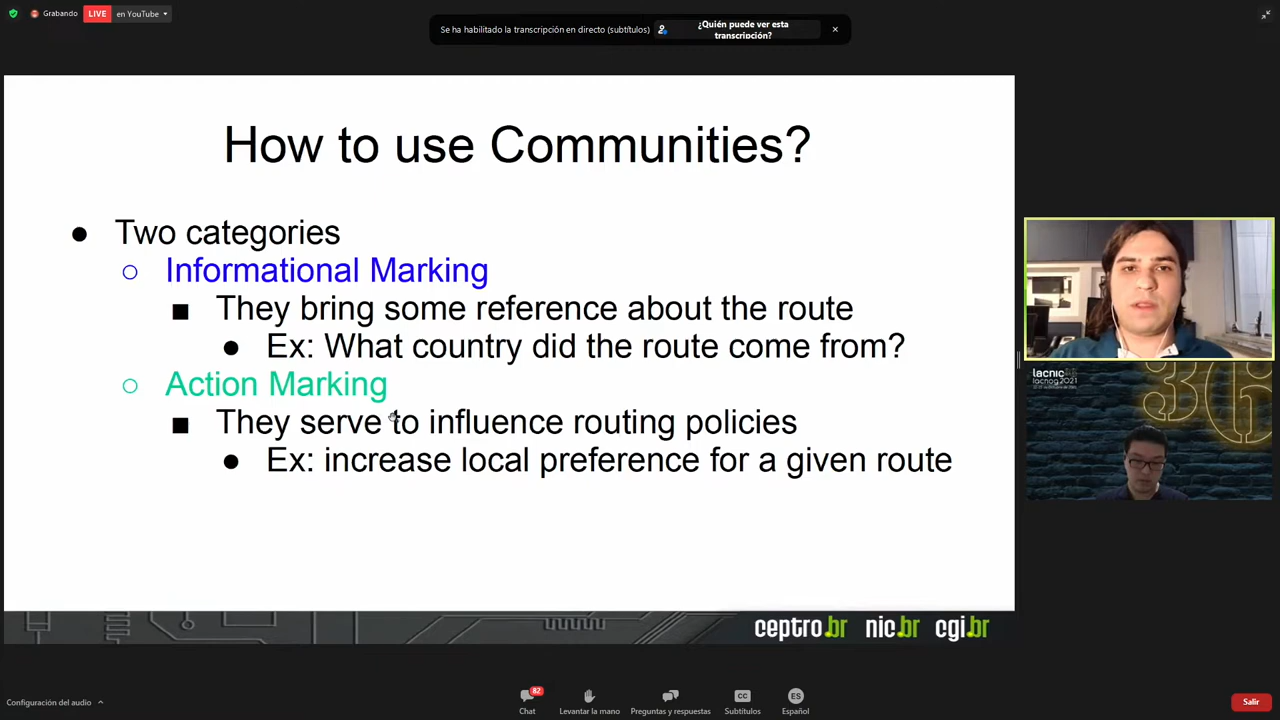 Grabando
LIVE
en YouTube
Se ha habilitado la transcripción en directo (subtítulos)
¿Quién puede ver esta
transcripción?
How to use Communities?
Two categories
Informational Marking
They bring some reference about the route
Ex: What country did the route come from?
Action Marking
They serve to influence routing policies
Ex: increase local preference for a given route
ceptro.br nic.br cgi.br
lacnic36
lacnog 2021
36
Configuración del audio
82
Chat
Levantar la mano
Preguntas y respuestas
CC
Subtítulos
ES
Español
Salir